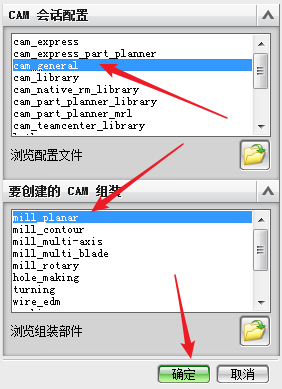 CAM 会话配置
cam_express
cam_express_part_planner
cam_general
cam_library
cam_native_rm_library
cam_part_planner_library
cam_part_planner_mrl
cam_teamcenter_library
浏览配置文件
要创建的 CAM 组装
mill_planar
mill_contour
mill_multi-axis
mill_multi_blade
mill_rotary
hole_making
turning
wire_edm
浏览组装部件
确定
取消